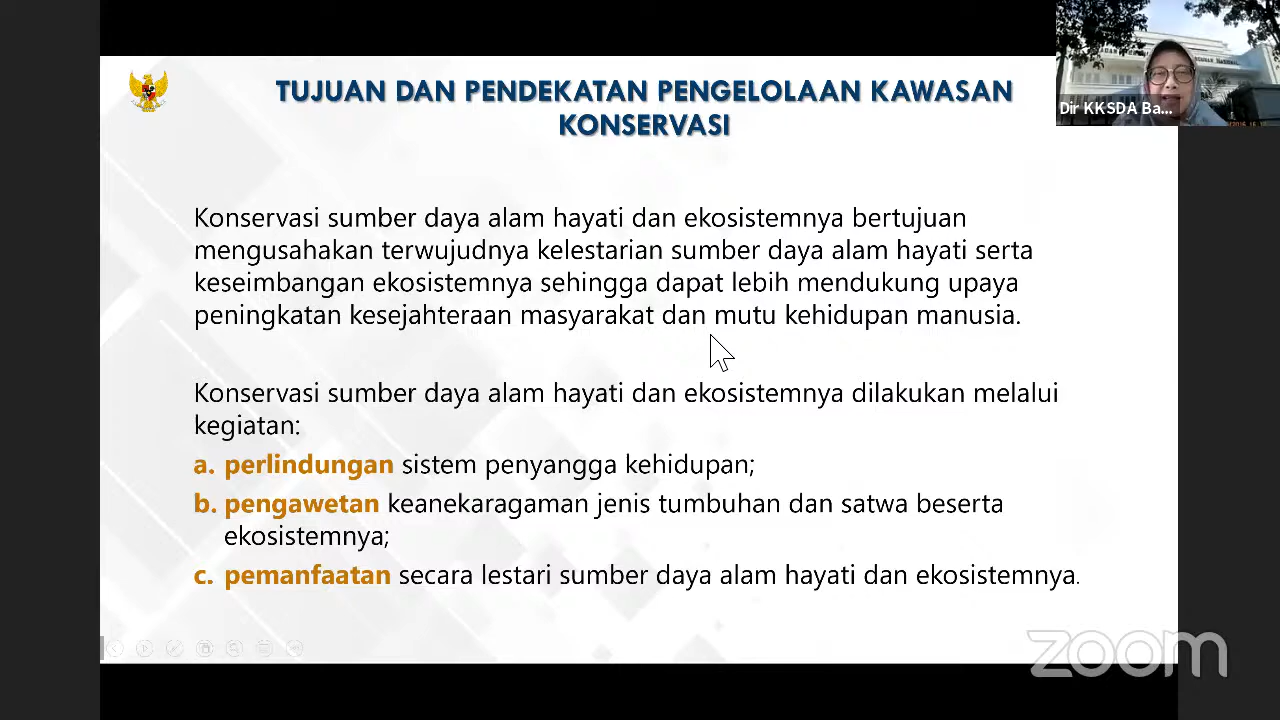 TUJUAN DAN PENDEKATAN PENGELOLAAN KAWASAN
KONSERVASI
Dir KKSDA Ba...
Konservasi sumber daya alam hayati dan ekosistemnya bertujuan
mengusahakan terwujudnya kelestarian sumber daya alam hayati serta
keseimbangan ekosistemnya sehingga dapat lebih mendukung upaya
peningkatan kesejahteraan masyarakat dan mutu kehidupan manusia.
Konservasi sumber daya alam hayati dan ekosistemnya dilakukan melalui
kegiatan:
a. perlindungan sistem penyangga kehidupan;
b. pengawetan keanekaragaman jenis tumbuhan dan satwa beserta
ekosistemnya;
c. pemanfaatan secara lestari sumber daya alam hayati dan ekosistemnya.
zoom